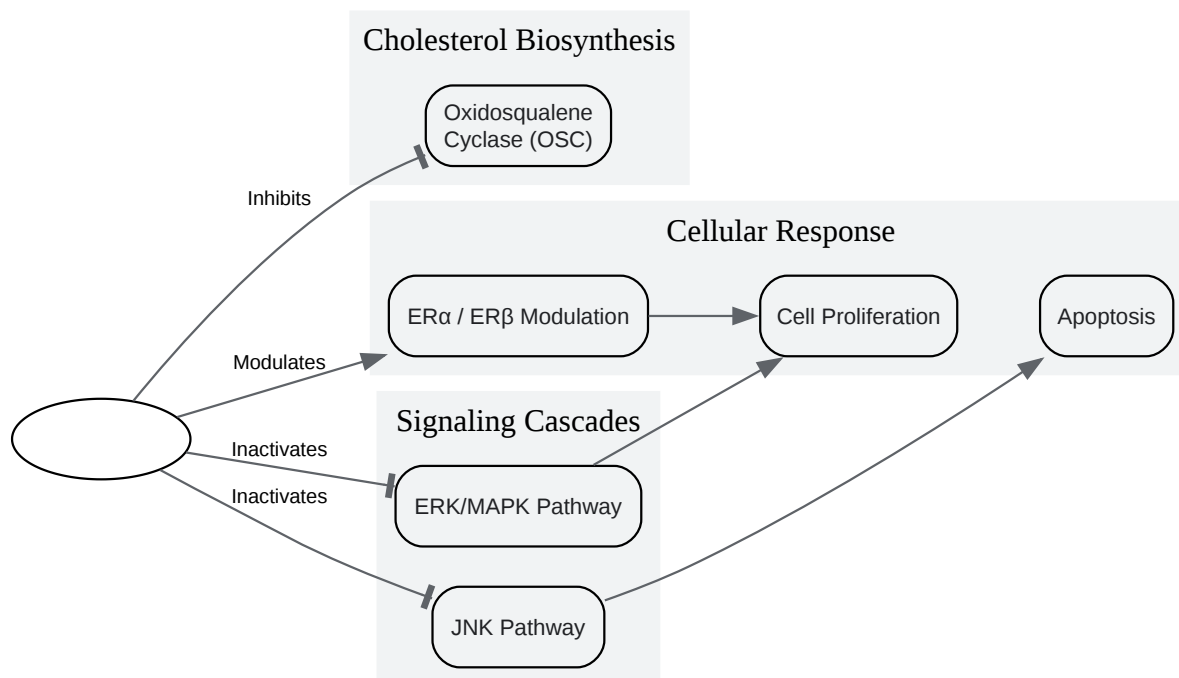 Cholesterol Biosynthesis
Oxidosqualene
Cyclase (OSC)
Inhibits
Cellular Response
ERα / ERβ Modulation
Cell Proliferation
Apoptosis
Modulates
Signaling Cascades
Inactivates
ERK/MAPK Pathway
Inactivates
JNK Pathway